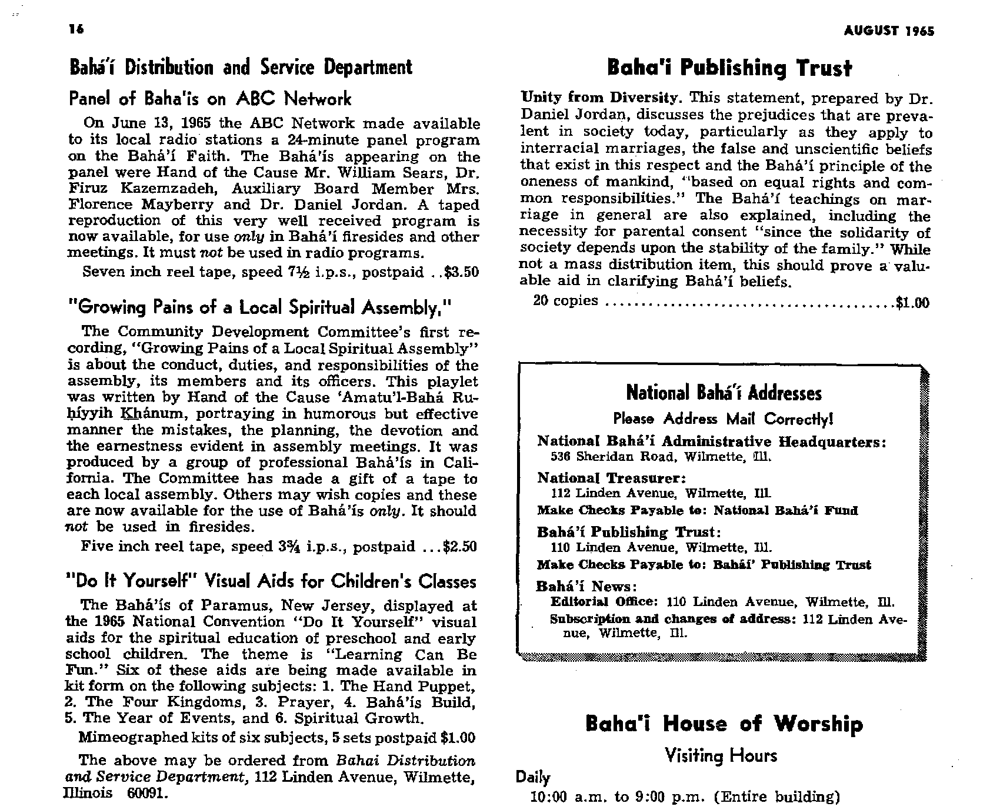 16
AUGUST 1965
Bahá'í Distribution and Service Department
Panel of Baha'is on ABC Network
On June 13, 1965 the ABC Network made available
to its local radio stations a 24-minute panel program
on the Bahá'í Faith. The Bahá'ís appearing on the
panel were Hand of the Cause Mr. William Sears, Dr.
Firuz Kazemzadeh, Auxiliary Board Member Mrs.
Florence Mayberry and Dr. Daniel Jordan. A taped
reproduction of this very well received program is
now available, for use only in Bahá'í firesides and other
meetings. It must not be used in radio programs.
Seven inch reel tape, speed 7½ i.p.s., postpaid ..$3.50
"Growing Pains of a Local Spiritual Assembly,"
The Community Development Committee's first re-
cording, "Growing Pains of a Local Spiritual Assembly"
is about the conduct, duties, and responsibilities of the
assembly, its members and its officers. This playlet
was written by Hand of the Cause 'Amatu'l-Bahá Ru-
ḥíyyih Khánum, portraying in humorous but effective
manner the mistakes, the planning, the devotion and
the earnestness evident in assembly meetings. It was
produced by a group of professional Bahá'ís in Cali-
fornia. The Committee has made a gift of a tape to
each local assembly. Others may wish copies and these
are now available for the use of Bahá'ís only. It should
not be used in firesides.
Five inch reel tape, speed 3¾ i.p.s., postpaid ...$2.50
"Do It Yourself" Visual Aids for Children's Classes
The Bahá'ís of Paramus, New Jersey, displayed at
the 1965 National Convention "Do It Yourself" visual
aids for the spiritual education of preschool and early
school children. The theme is "Learning Can Be
Fun." Six of these aids are being made available in
kit form on the following subjects: 1. The Hand Puppet,
2. The Four Kingdoms, 3. Prayer, 4. Bahá'ís Build,
5. The Year of Events, and 6. Spiritual Growth.
Mimeographed kits of six subjects, 5 sets postpaid $1.00
The above may be ordered from Bahai Distribution
and Service Department, 112 Linden Avenue, Wilmette,
Illinois 60091.
Baha'i Publishing Trust
Unity from Diversity. This statement, prepared by Dr.
Daniel Jordan, discusses the prejudices that are preva-
lent in society today, particularly as they apply to
interracial marriages, the false and unscientific beliefs
that exist in this respect and the Bahá'í principle of the
oneness of mankind, "based on equal rights and com-
mon responsibilities." The Bahá'í teachings on mar-
riage in general are also explained, including the
necessity for parental consent "since the solidarity of
society depends upon the stability of the family." While
not a mass distribution item, this should prove a valu-
able aid in clarifying Bahá'í beliefs.
20 copies ........................................$1.00
National Bahá'í Addresses
Please Address Mail Correctly!
National Bahá'í Administrative Headquarters:
536 Sheridan Road, Wilmette, Ill.
National Treasurer:
112 Linden Avenue, Wilmette, Ill.
Make Checks Payable to: National Bahá'í Fund
Bahá'í Publishing Trust:
110 Linden Avenue, Wilmette, Ill.
Make Checks Payable to: Baháí' Publishing Trust
Bahá'í News:
Editorial Office: 110 Linden Avenue, Wilmette, Ill.
Subscription and changes of address: 112 Linden Ave-
nue, Wilmette, Ill.
Baha'i House of Worship
Visiting Hours
Daily
10:00 a.m. to 9:00 p.m. (Entire building)